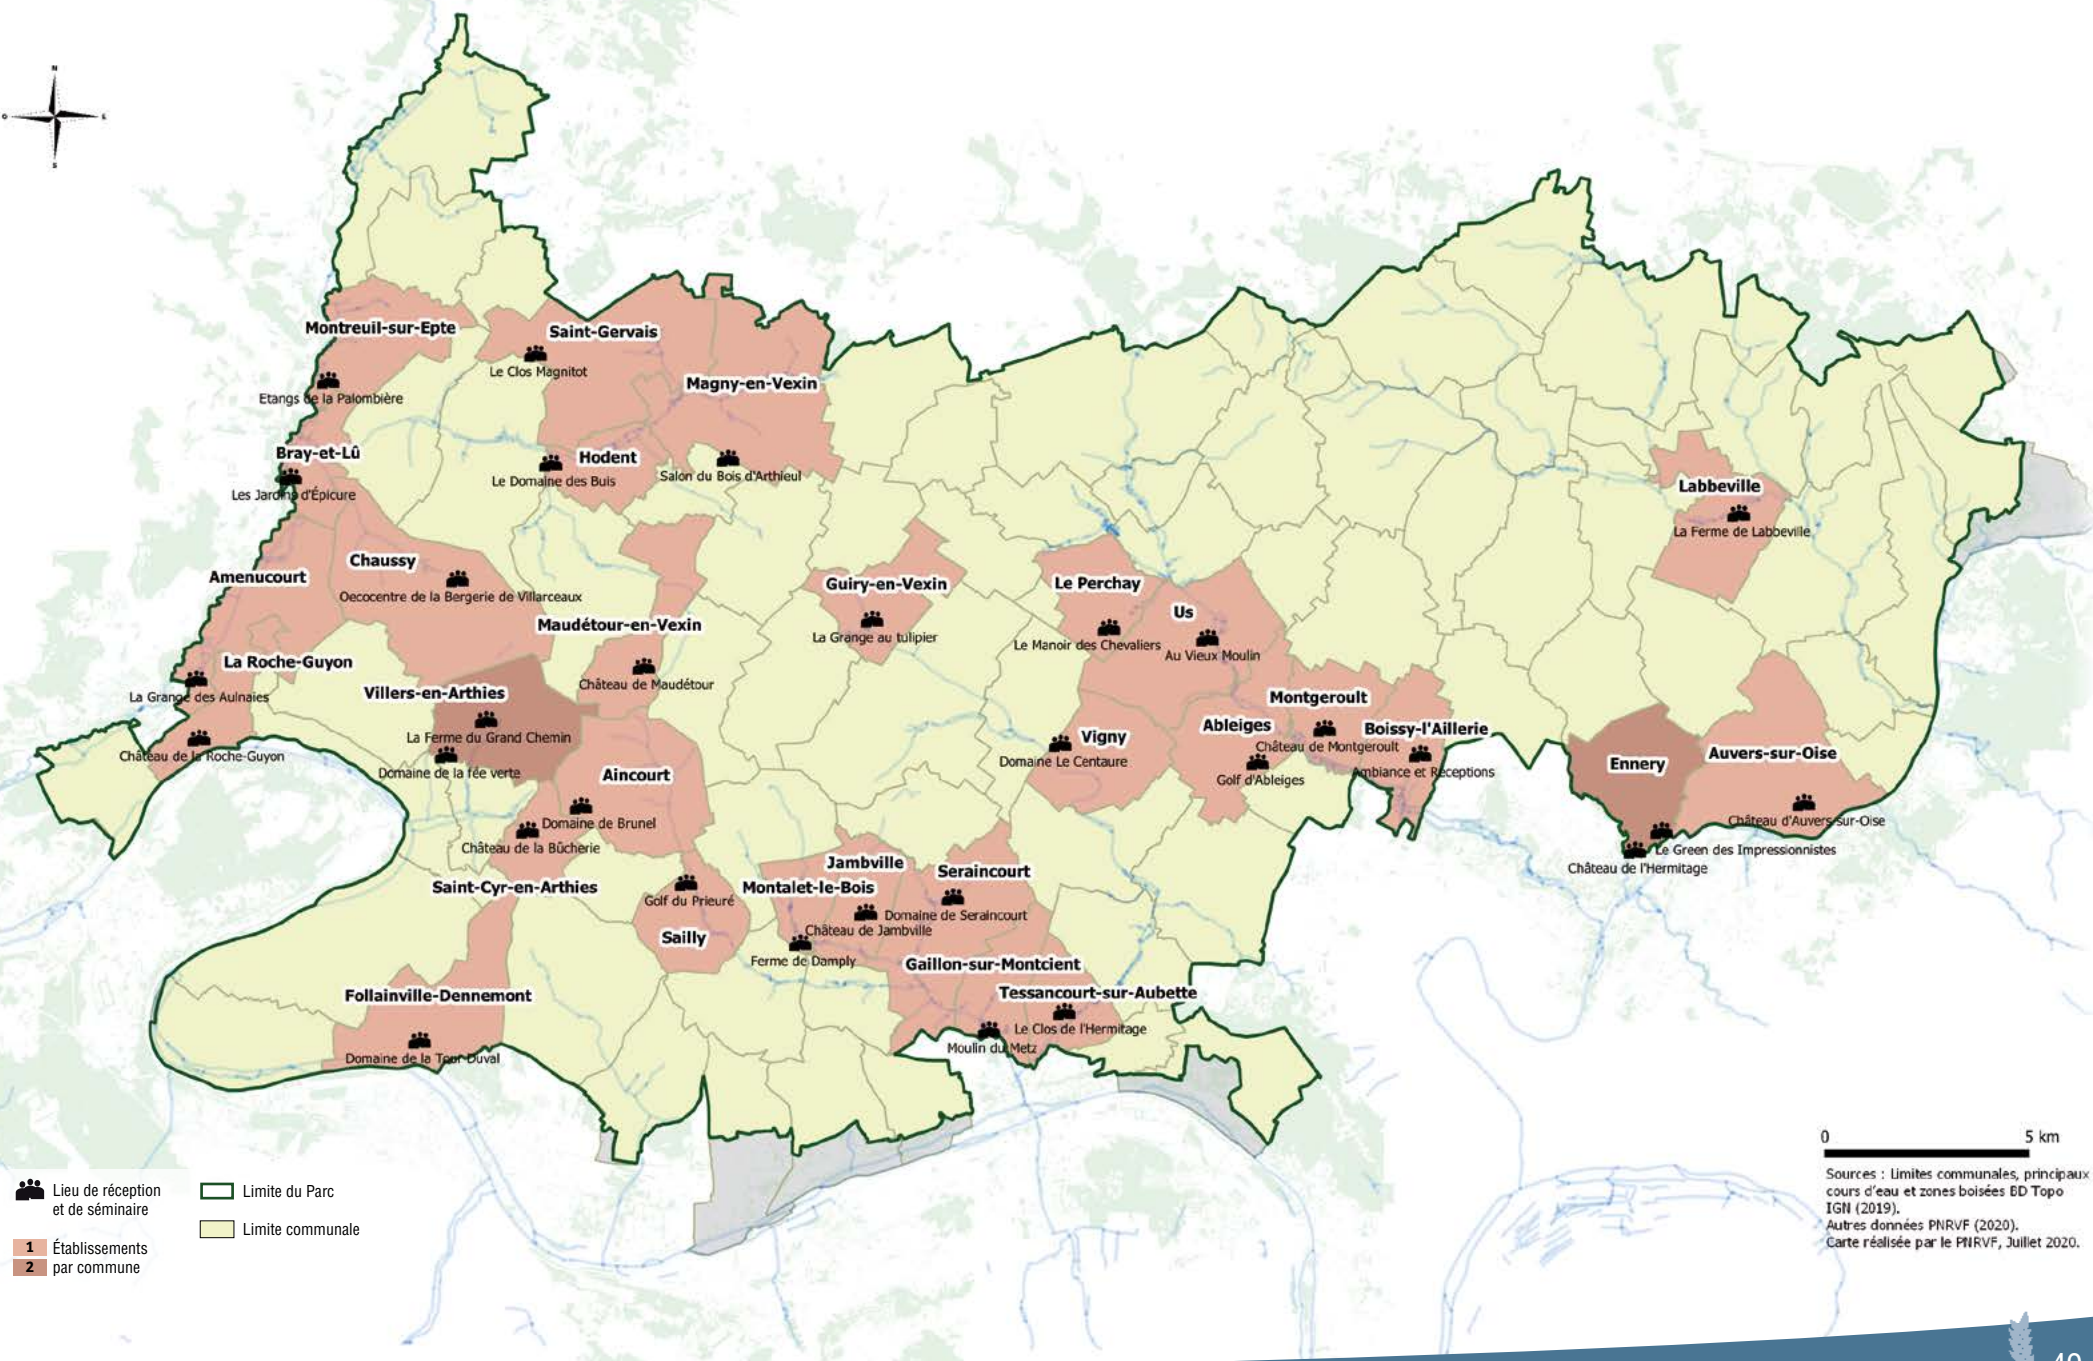 N
O
E
S
Montreuil-sur-Epte
Saint-Gervais
Le Clos Magnitot
Magny-en-Vexin
Etangs de la Palombière
Bray-et-Lû
Hodent
Le Domaine des Buis
Salon du Bois d'Arthieul
Les Jardins d'Épicure
Labbeville
La Ferme de Labbeville
Chaussy
Amenucourt
Oecocentre de la Bergerie de Villarceaux
Guiry-en-Vexin
La Grange au tulipier
Le Perchay
Le Manoir des Chevaliers
Us
Au Vieux Moulin
Maudétour-en-Vexin
Château de Maudétour
La Roche-Guyon
La Grange des Aulnaies
Château de la Roche-Guyon
Villers-en-Arthies
La Ferme du Grand Chemin
Domaine de la fée verte
Montgeroult
Château de Montgeroult
Ableiges
Golf d'Ableiges
Boissy-l'Aillerie
Ambiance et Réceptions
Vigny
Domaine Le Centaure
Ennery
Auvers-sur-Oise
Château d'Auvers-sur-Oise
Le Green des Impressionnistes
Château de l'Hermitage
Aincourt
Domaine de Brunel
Château de la Bûcherie
Saint-Cyr-en-Arthies
Golf du Prieuré
Sailly
Jambville
Montalet-le-Bois
Château de Jambville
Ferme de Damply
Seraincourt
Domaine de Seraincourt
Gaillon-sur-Montcient
Tessancourt-sur-Aubette
Le Clos de l'Hermitage
Moulin du Metz
Follainville-Dennemont
Domaine de la Tour Duval
Lieu de réception
et de séminaire
1 Établissements
2 par commune
Limite du Parc
Limite communale
0 5 km
Sources : Limites communales, principaux
cours d'eau et zones boisées BD Topo
IGN (2019).
Autres données PNRVF (2020).
Carte réalisée par le PNRVF, Juillet 2020.